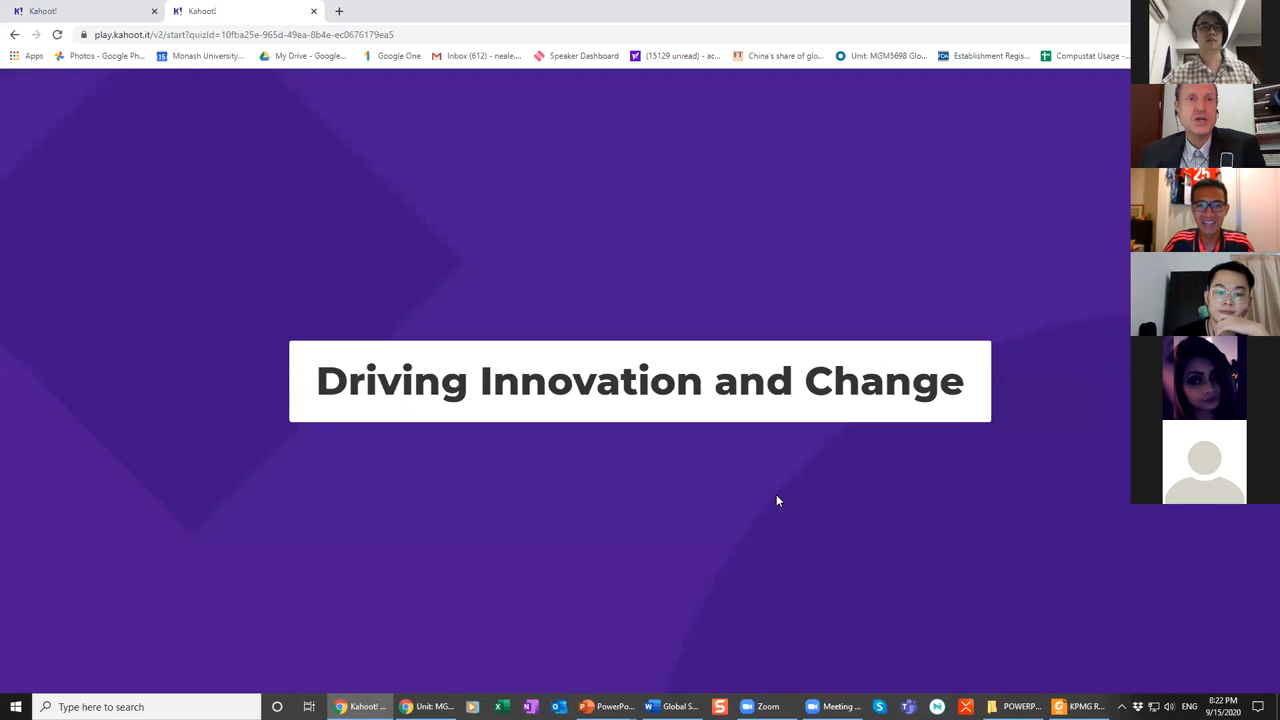 Kahoot!
Kahoot!
play.kahoot.it/v2/start?quizId=10fba25e-965d-49ea-8b4e-ec0676179ea5
Apps
Photos - Google Ph...
Monash University...
My Drive - Google...
Google One
Inbox (612) - neale...
Speaker Dashboard
(15129 unread) - ac...
China's share of glo...
Unit: MGM5698 Glo...
Establishment Regis...
Compustat Usage -...
25
Driving Innovation and Change
Type here to search
Kahoot! ...
Unit: MG...
PowerPo...
Global S...
Zoom
Meeting ...
POWERP...
KPMG R...
ENG
8:22 PM
9/15/2020